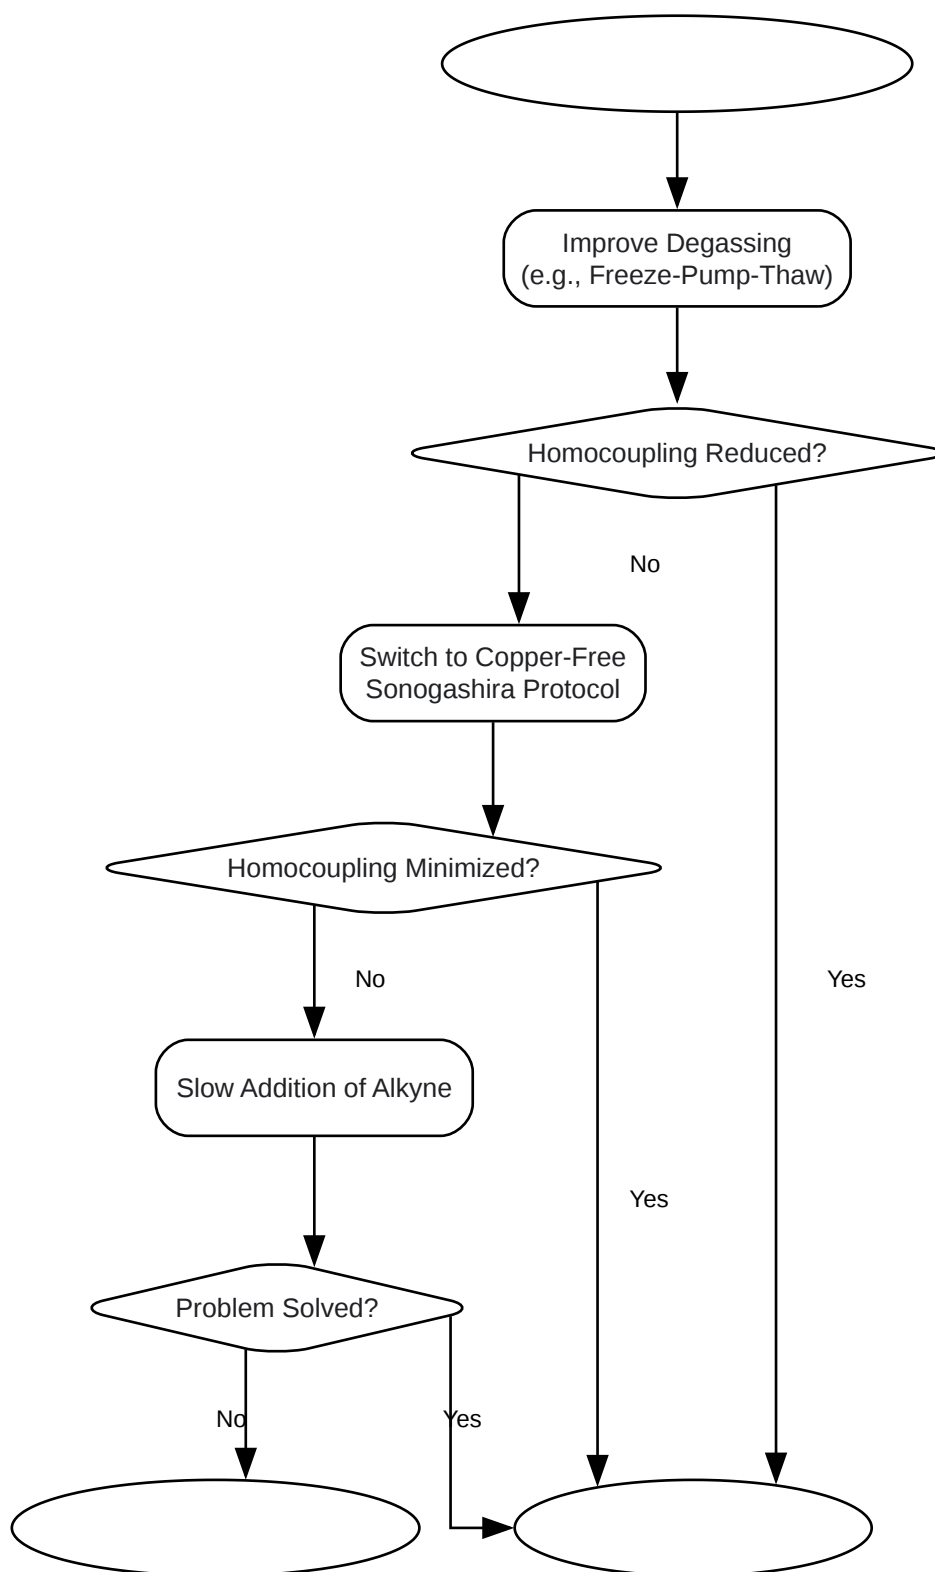 Improve Degassing
(e.g., Freeze-Pump-Thaw)
Homocoupling Reduced?
No
Switch to Copper-Free
Sonogashira Protocol
Homocoupling Minimized?
No
Yes
Slow Addition of Alkyne
Yes
Problem Solved?
No
Yes